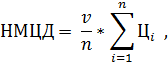 НМЦД = v/n * ∑_{i=1}^{n} Ц_i ,